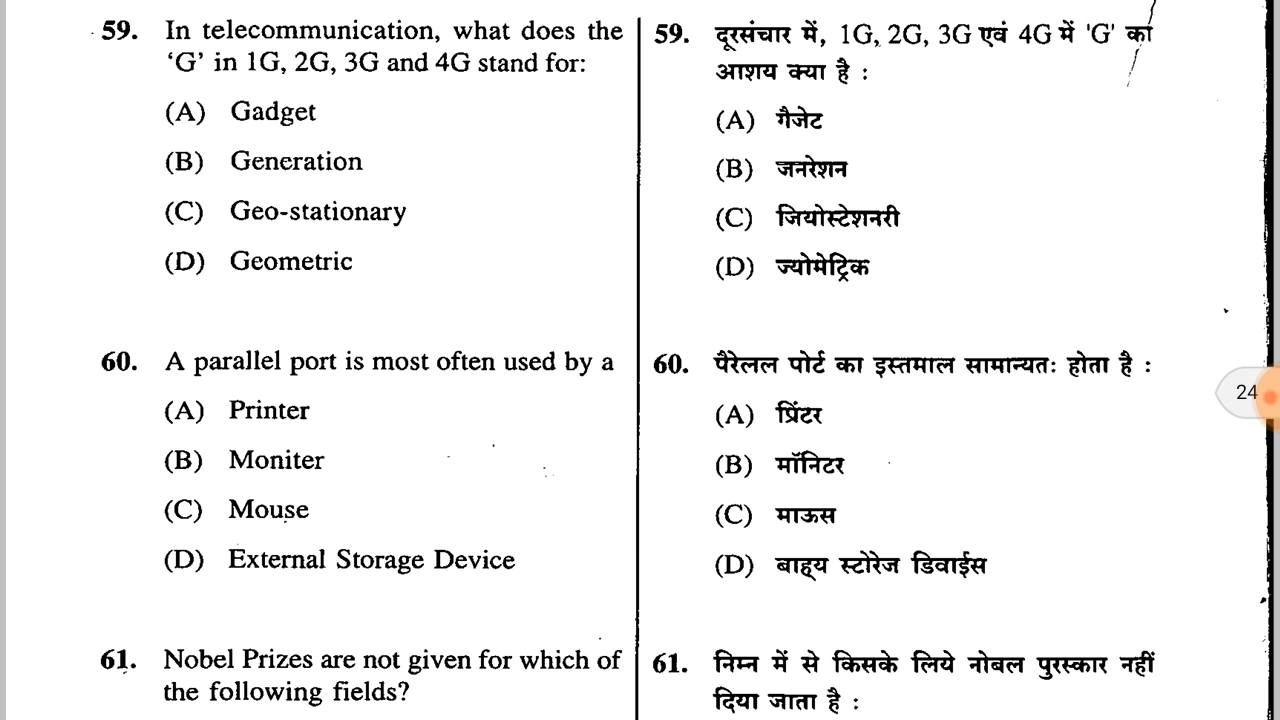 59. In telecommunication, what does the
'G' in 1G, 2G, 3G and 4G stand for:
(A) Gadget
(B) Generation
(C) Geo-stationary
(D) Geometric
60. A parallel port is most often used by a
(A) Printer
(B) Moniter
(C) Mouse
(D) External Storage Device
61. Nobel Prizes are not given for which of
the following fields?
59. दूरसंचार में, 1G, 2G, 3G एवं 4G में 'G' का
आशय क्या है :
(A) गैजेट
(B) जनरेशन
(C) जियोस्टेशनरी
(D) ज्योमेट्रिक
60. पैरेलल पोर्ट का इस्तमाल सामान्यतः होता है :
(A) प्रिंटर
(B) मॉनिटर
(C) माऊस
(D) बाह्य स्टोरेज डिवाईस
61. निम्न में से किसके लिये नोबल पुरस्कार नहीं
दिया जाता है :
24